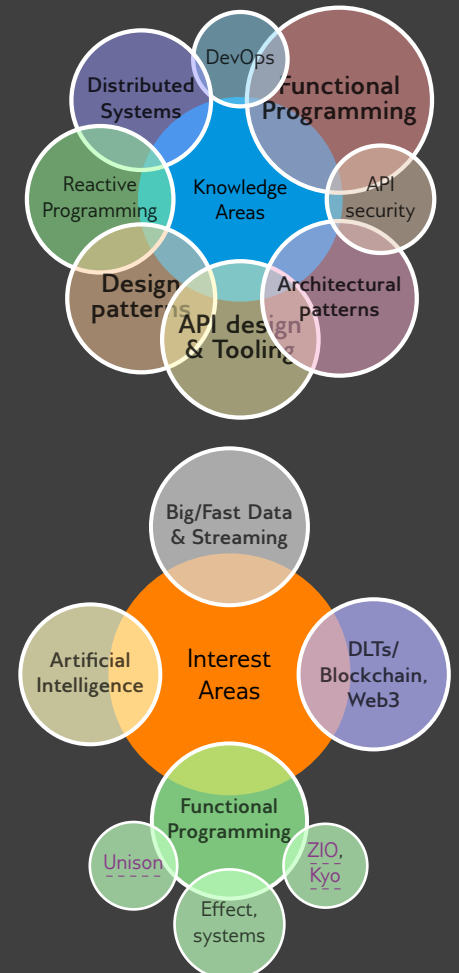 DevOps
Distributed
Systems
Functional
Programming
Reactive
Programming
Knowledge
Areas
API
security
Design
patterns
API design
& Tooling
Architectural
patterns
Big/Fast Data
& Streaming
Artificial
Intelligence
Interest
Areas
DLTs/
Blockchain,
Web3
Functional
Programming
Unison
ZIO,
Kyo
Effect,
systems